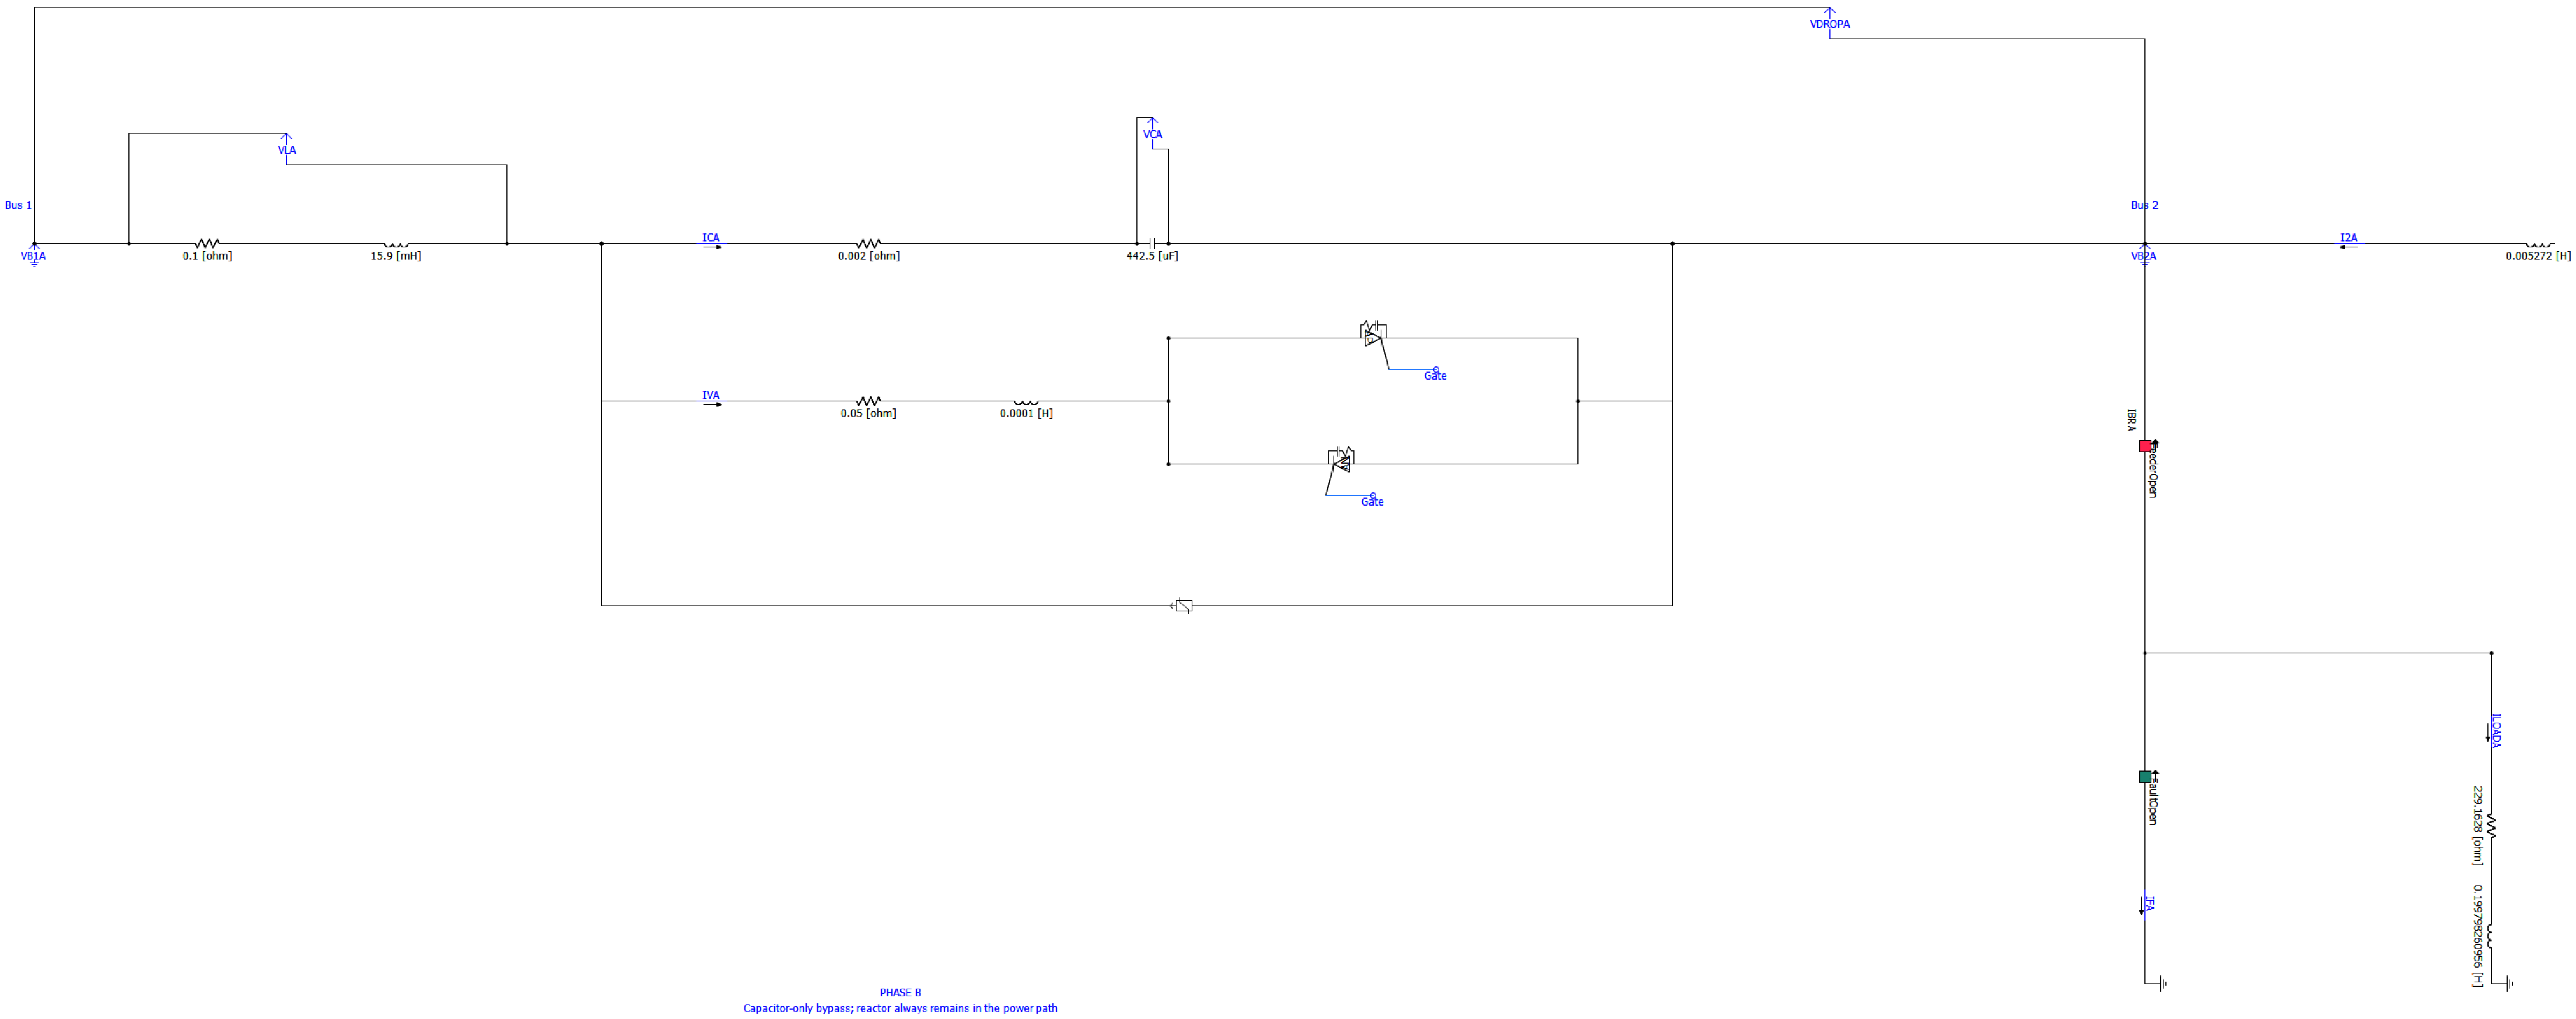 VDROPA
VCA
VLA
Bus 1
Bus 2
ICA
I2A
VB1A
0.1 [ohm]
15.9 [mH]
0.002 [ohm]
442.5 [uF]
VB2A
0.005272 [H]
Gate
IVA
0.05 [ohm]
0.0001 [H]
IBRA
Gate
ILOADA
229.1628 [ohm]
IFA
PHASE B
Capacitor-only bypass; reactor always remains in the power path